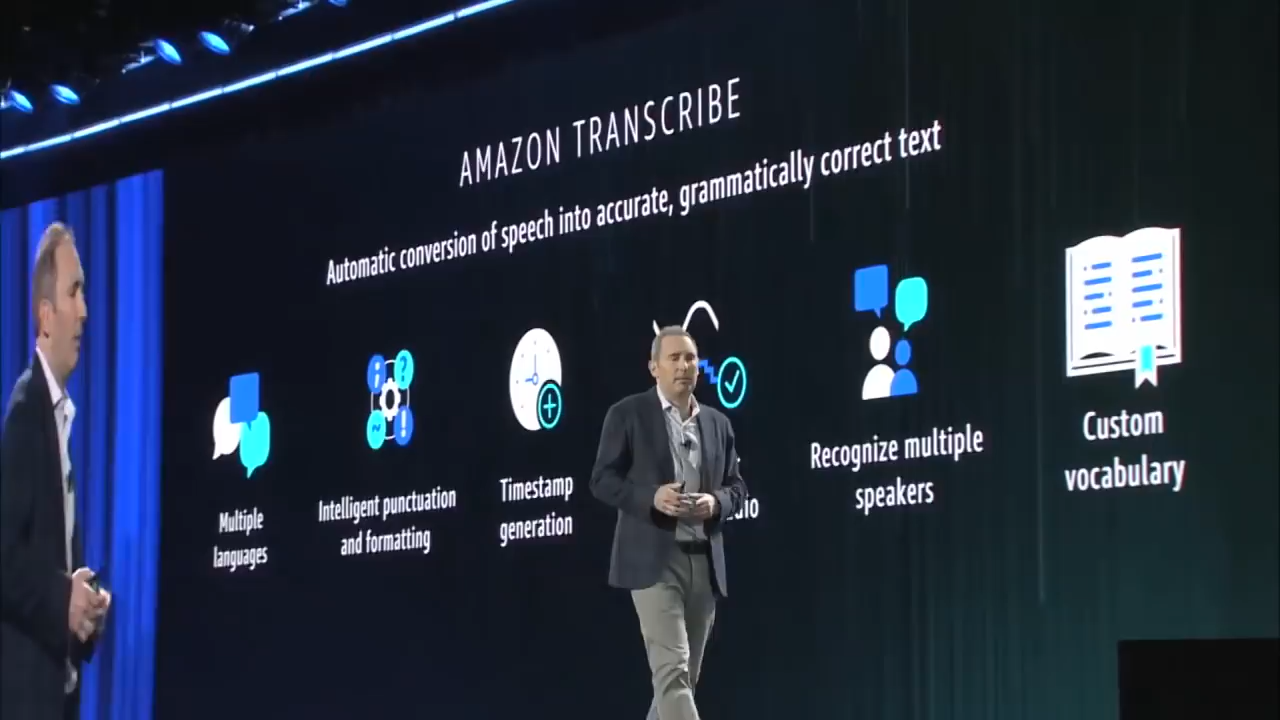 AMAZON TRANSCRIBE
Automatic conversion of speech into accurate, grammatically correct text
Multiple
languages
Intelligent punctuation
and formatting
Timestamp
generation
Recognize multiple
speakers
Custom
vocabulary